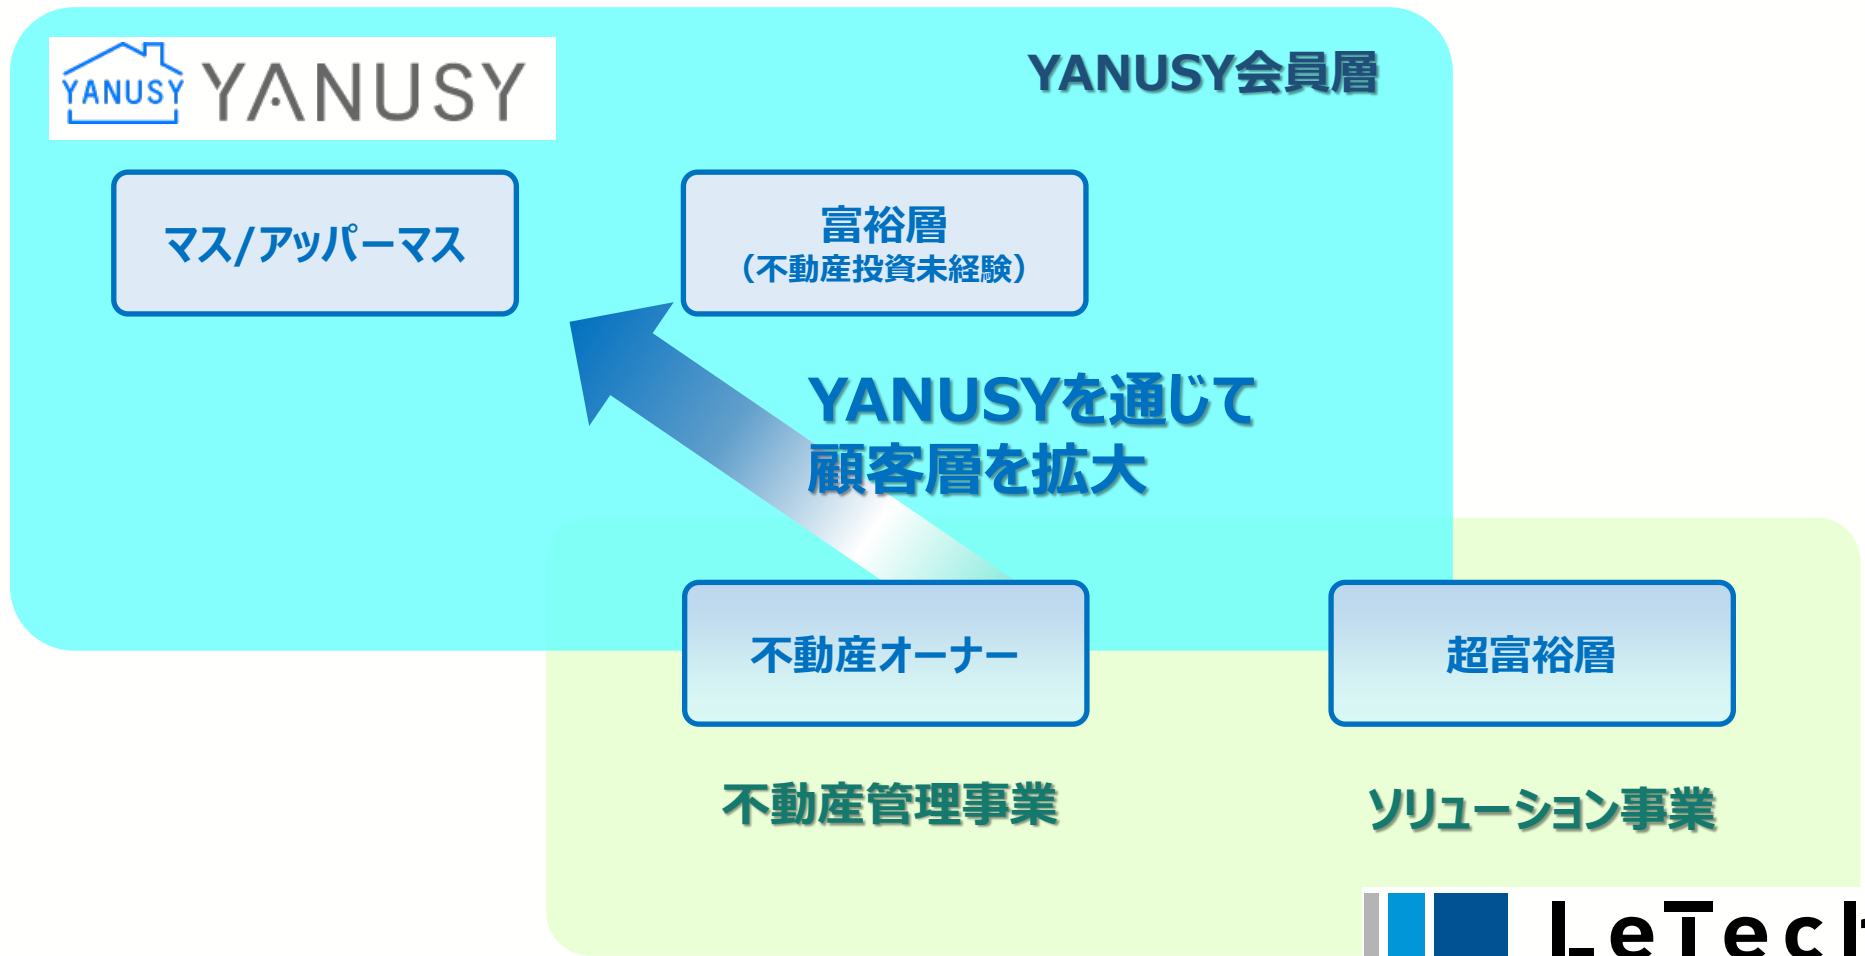 YANUSY YANUSY
YANUSY会員層
マス/アッパーマス
富裕層
（不動産投資未経験）
YANUSYを通じて
顧客層を拡大
不動産オーナー
超富裕層
不動産管理事業
ソリューション事業
LeTech